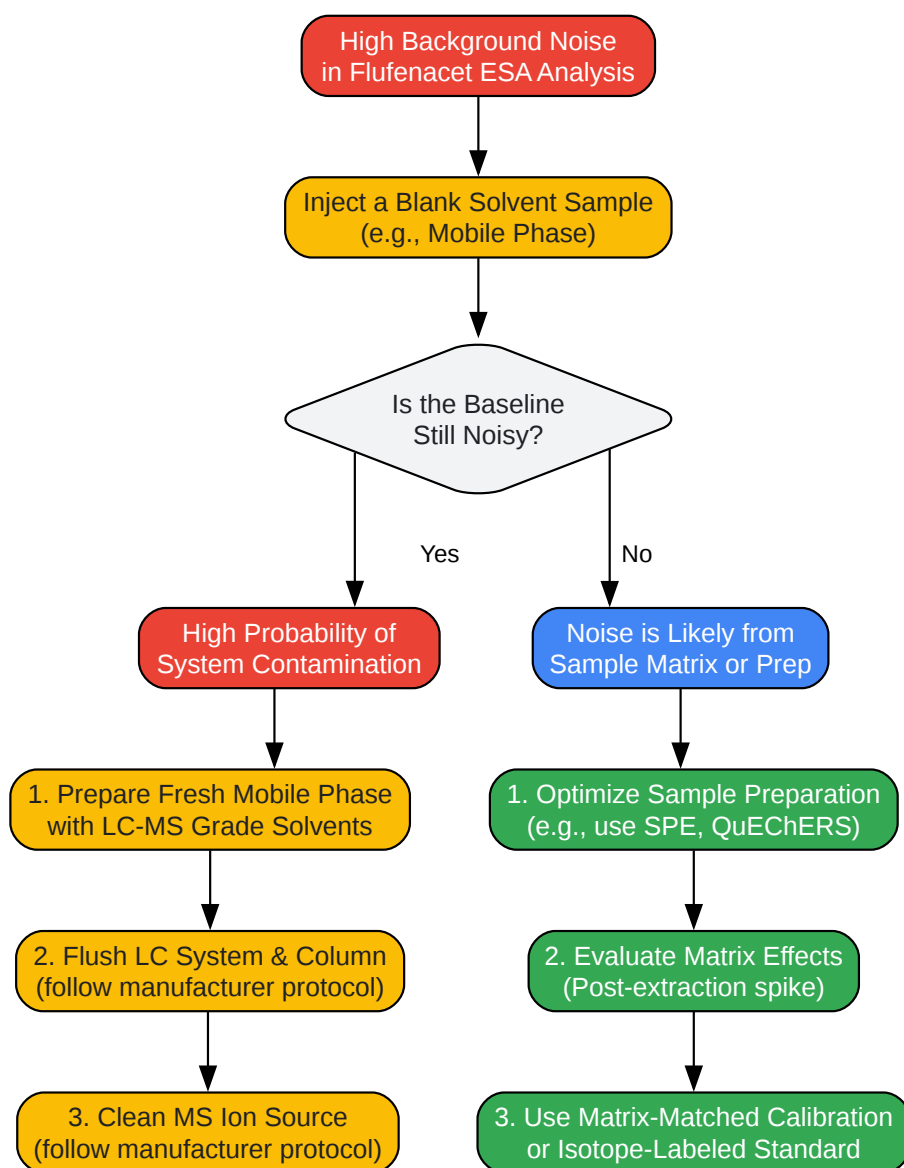 High Background Noise
in Flufenacet ESA Analysis
Inject a Blank Solvent Sample
(e.g., Mobile Phase)
Is the Baseline
Still Noisy?
Yes
No
High Probability of
System Contamination
Noise is Likely from
Sample Matrix or Prep
1. Prepare Fresh Mobile Phase
with LC-MS Grade Solvents
1. Optimize Sample Preparation
(e.g., use SPE, QuEChERS)
2. Flush LC System & Column
(follow manufacturer protocol)
2. Evaluate Matrix Effects
(Post-extraction spike)
3. Clean MS Ion Source
(follow manufacturer protocol)
3. Use Matrix-Matched Calibration
or Isotope-Labeled Standard